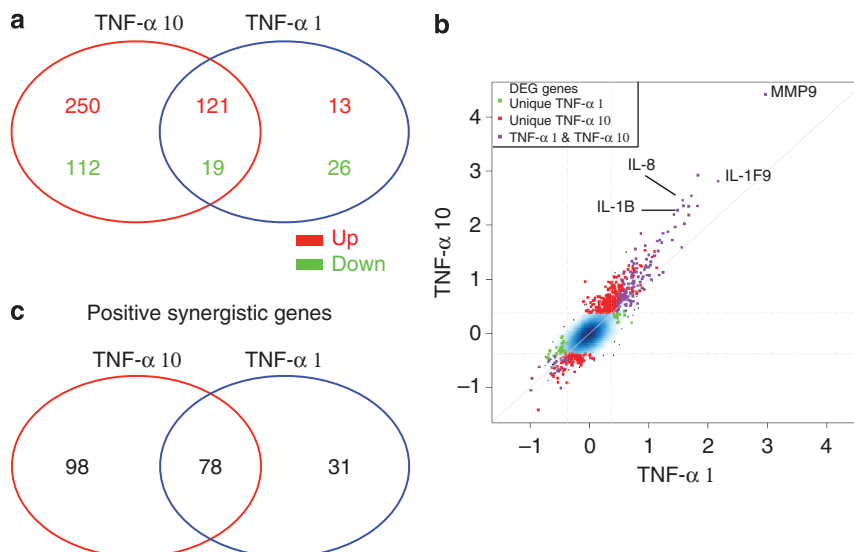 a
TNF-α 10 TNF-α 1
250 121 13
112 19 26
Up
Down
b
DEG genes
Unique TNF-α 1
Unique TNF-α 10
TNF-α 1 & TNF-α 10
MMP9
IL-8
IL-1F9
IL-1B
TNF-α 10
4
3
2
1
0
−1
−1 0 1 2 3 4
TNF-α 1
c Positive synergistic genes
TNF-α 10 TNF-α 1
98 78 31